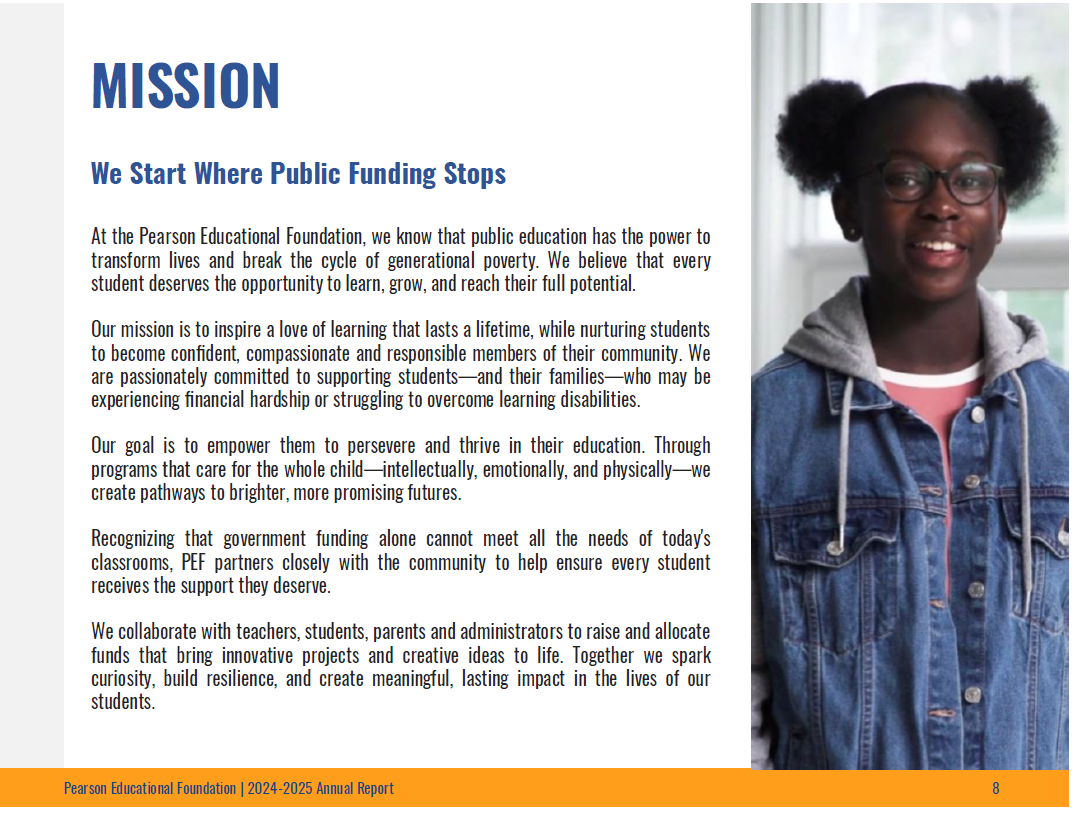 MISSION
We Start Where Public Funding Stops
At the Pearson Educational Foundation, we know that public education has the power to
transform lives and break the cycle of generational poverty. We believe that every
student deserves the opportunity to learn, grow, and reach their full potential.
Our mission is to inspire a love of learning that lasts a lifetime, while nurturing students
to become confident, compassionate and responsible members of their community. We
are passionately committed to supporting students—and their families—who may be
experiencing financial hardship or struggling to overcome learning disabilities.
Our goal is to empower them to persevere and thrive in their education. Through
programs that care for the whole child—intellectually, emotionally, and physically—we
create pathways to brighter, more promising futures.
Recognizing that government funding alone cannot meet all the needs of today's
classrooms, PEF partners closely with the community to help ensure every student
receives the support they deserve.
We collaborate with teachers, students, parents and administrators to raise and allocate
funds that bring innovative projects and creative ideas to life. Together we spark
curiosity, build resilience, and create meaningful, lasting impact in the lives of our
students.
Pearson Educational Foundation | 2024-2025 Annual Report
8